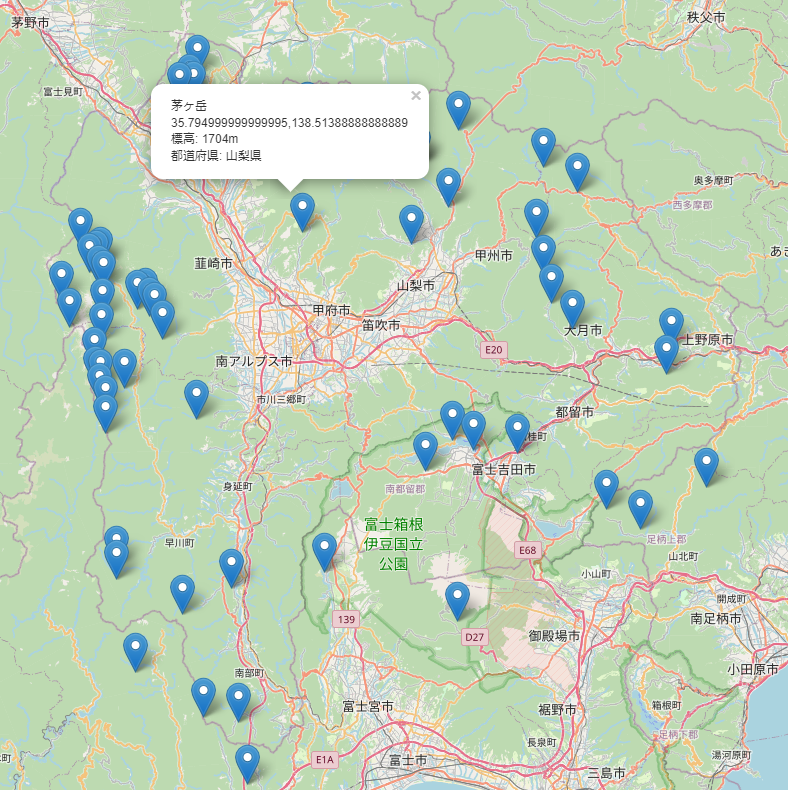 茅野市
秩父市
富士見町
茅ヶ岳
×
35.794999999999995,138.51388888888889
標高: 1704m
都道府県: 山梨県
奥多摩町
西多摩郡
甲州市
韮崎市
山梨市
甲府市
笛吹市
大月市
上野原市
E20
南アルプス市
市川三郷町
都留市
桂町
富士吉田市
身延町
南都留郡
富士箱根
伊豆国立
公園
早川町
E68
足柄上郡
山北町
小山町
開成町
139
D27
御殿場市
南足柄市
南部町
小田原市
富士宮市
裾野市
箱根町
足柄下郡
長泉町
湯河原町
E1A
富士市
三島市